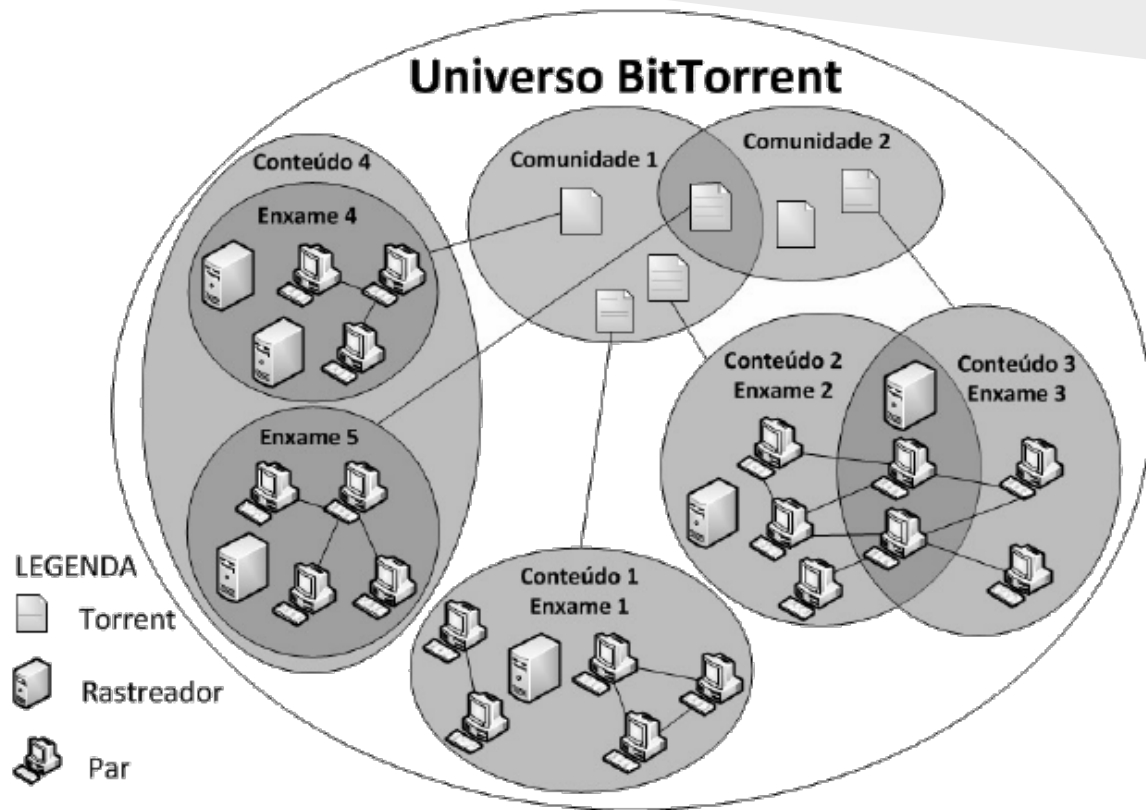 Universo BitTorrent
Conteúdo 4
Enxame 4
Enxame 5
Comunidade 1
Comunidade 2
Conteúdo 2
Enxame 2
Conteúdo 3
Enxame 3
Conteúdo 1
Enxame 1
LEGENDA
Torrent
Rastreador
Par